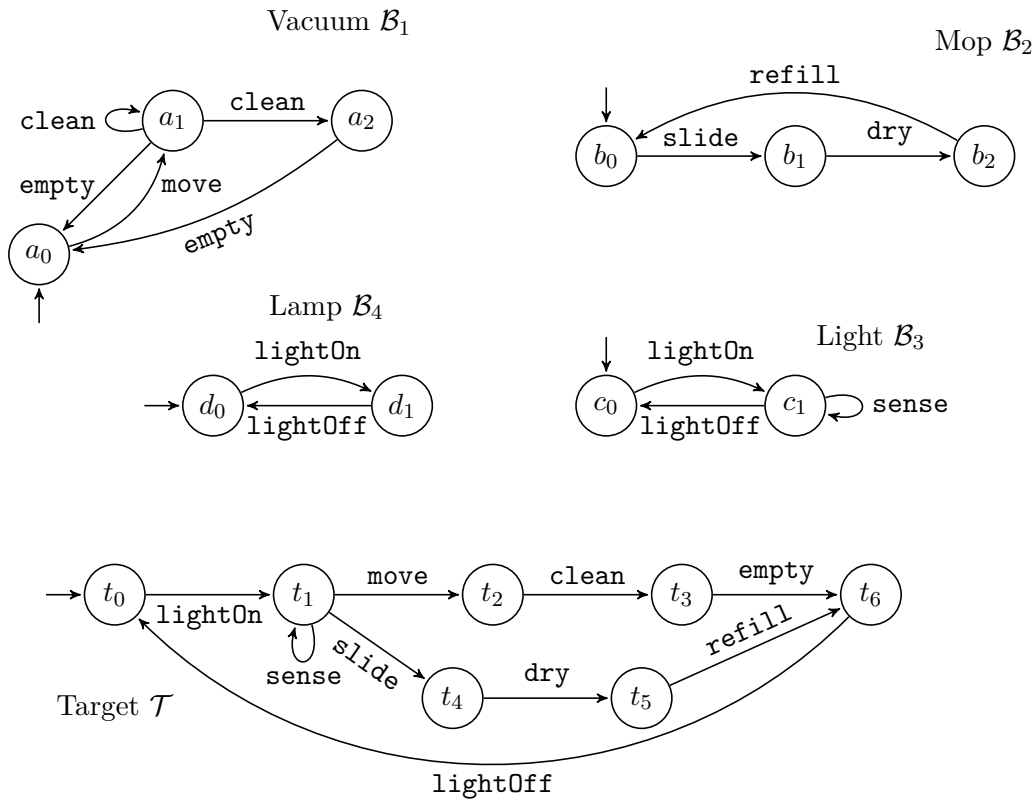 Vacuum B₁
Mop B₂
refill
clean
clean
a₁
a₂
b₀
slide
b₁
dry
b₂
empty
move
empty
a₀
Lamp B₄
Light B₃
lightOn
lightOn
d₀
d₁
lightOff
c₀
c₁
sense
lightOff
t₀
lightOn
t₁
move
t₂
clean
t₃
empty
t₆
sense
slide
refill
t₄
dry
t₅
Target T
lightOff